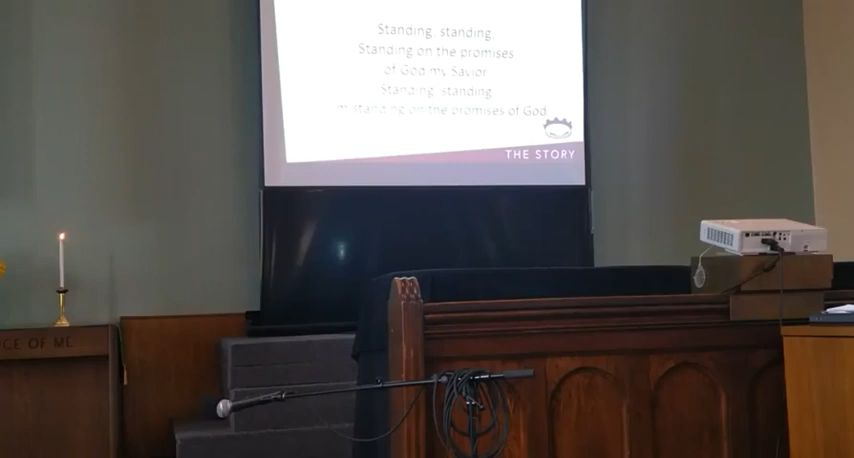 Standing, standing,
Standing on the promises
of God my Savior
Standing, standing
m standing on the promises of God
THE STORY
CE OF ME